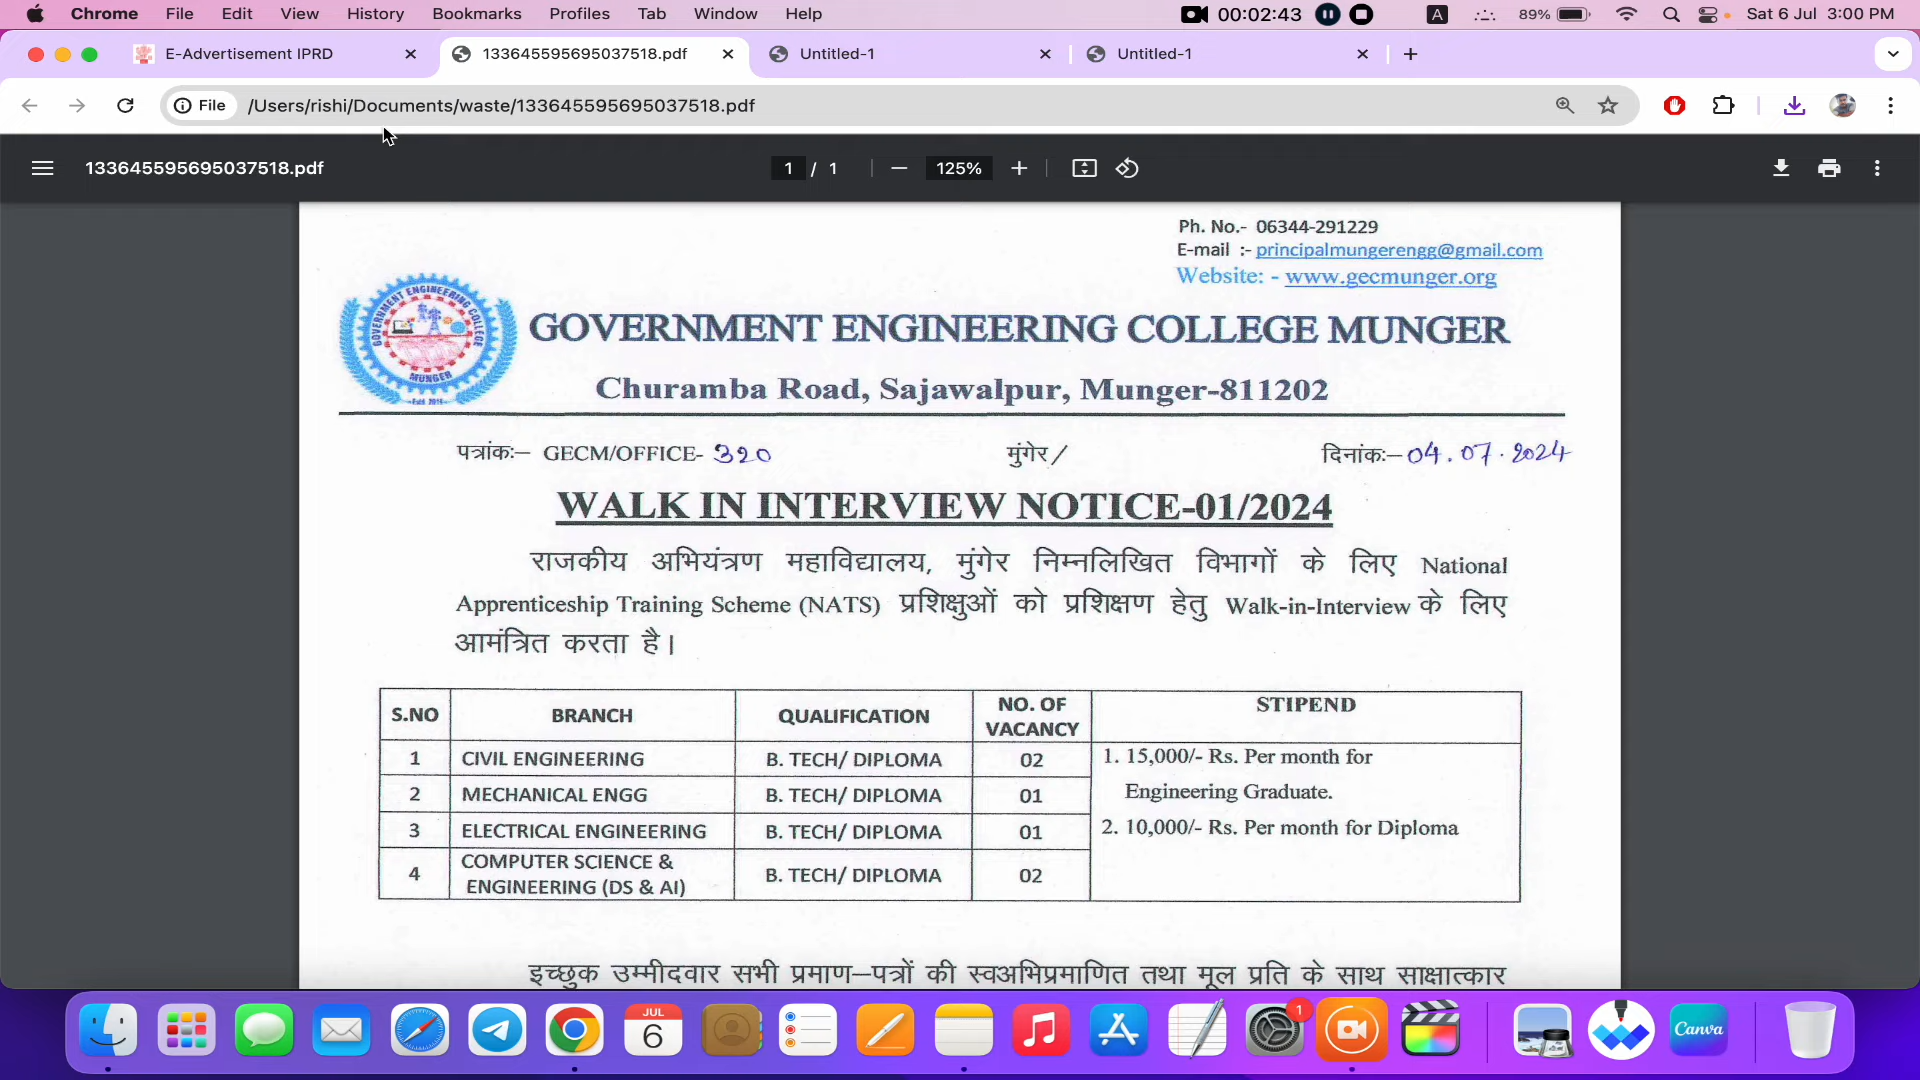 Chrome File Edit View History Bookmarks Profiles Tab Window Help 00:02:43 A 89% Sat 6 Jul 3:00 PM
E-Advertisement IPRD 133645595695037518.pdf Untitled-1 Untitled-1
File /Users/rishi/Documents/waste/133645595695037518.pdf
133645595695037518.pdf 1 / 1 125%
Ph. No.- 06344-291229
E-mail :- principalmungerengg@gmail.com
Website: - www.gecmunger.org
GOVERNMENT ENGINEERING COLLEGE
MUNGER
GOVERNMENT ENGINEERING COLLEGE MUNGER
Churamba Road, Sajawalpur, Munger-811202
पत्रांकः– GECM/OFFICE- 320 मुंगेर/ दिनांकः–04.07.2024
WALK IN INTERVIEW NOTICE-01/2024
राजकीय अभियंत्रण महाविद्यालय, मुंगेर निम्नलिखित विभागों के लिए National
Apprenticeship Training Scheme (NATS) प्रशिक्षुओं को प्रशिक्षण हेतु Walk-in-Interview के लिए
आमंत्रित करता है।
S.NO BRANCH QUALIFICATION NO. OF VACANCY STIPEND
1 CIVIL ENGINEERING B. TECH/ DIPLOMA 02 1. 15,000/- Rs. Per month for
2 MECHANICAL ENGG B. TECH/ DIPLOMA 01 Engineering Graduate.
3 ELECTRICAL ENGINEERING B. TECH/ DIPLOMA 01 2. 10,000/- Rs. Per month for Diploma
4 COMPUTER SCIENCE & ENGINEERING (DS & AI) B. TECH/ DIPLOMA 02
इच्छुक उम्मीदवार सभी प्रमाण–पत्रों की स्वअभिप्रमाणित तथा मूल प्रति के साथ साक्षात्कार
JUL
6
1
Canva